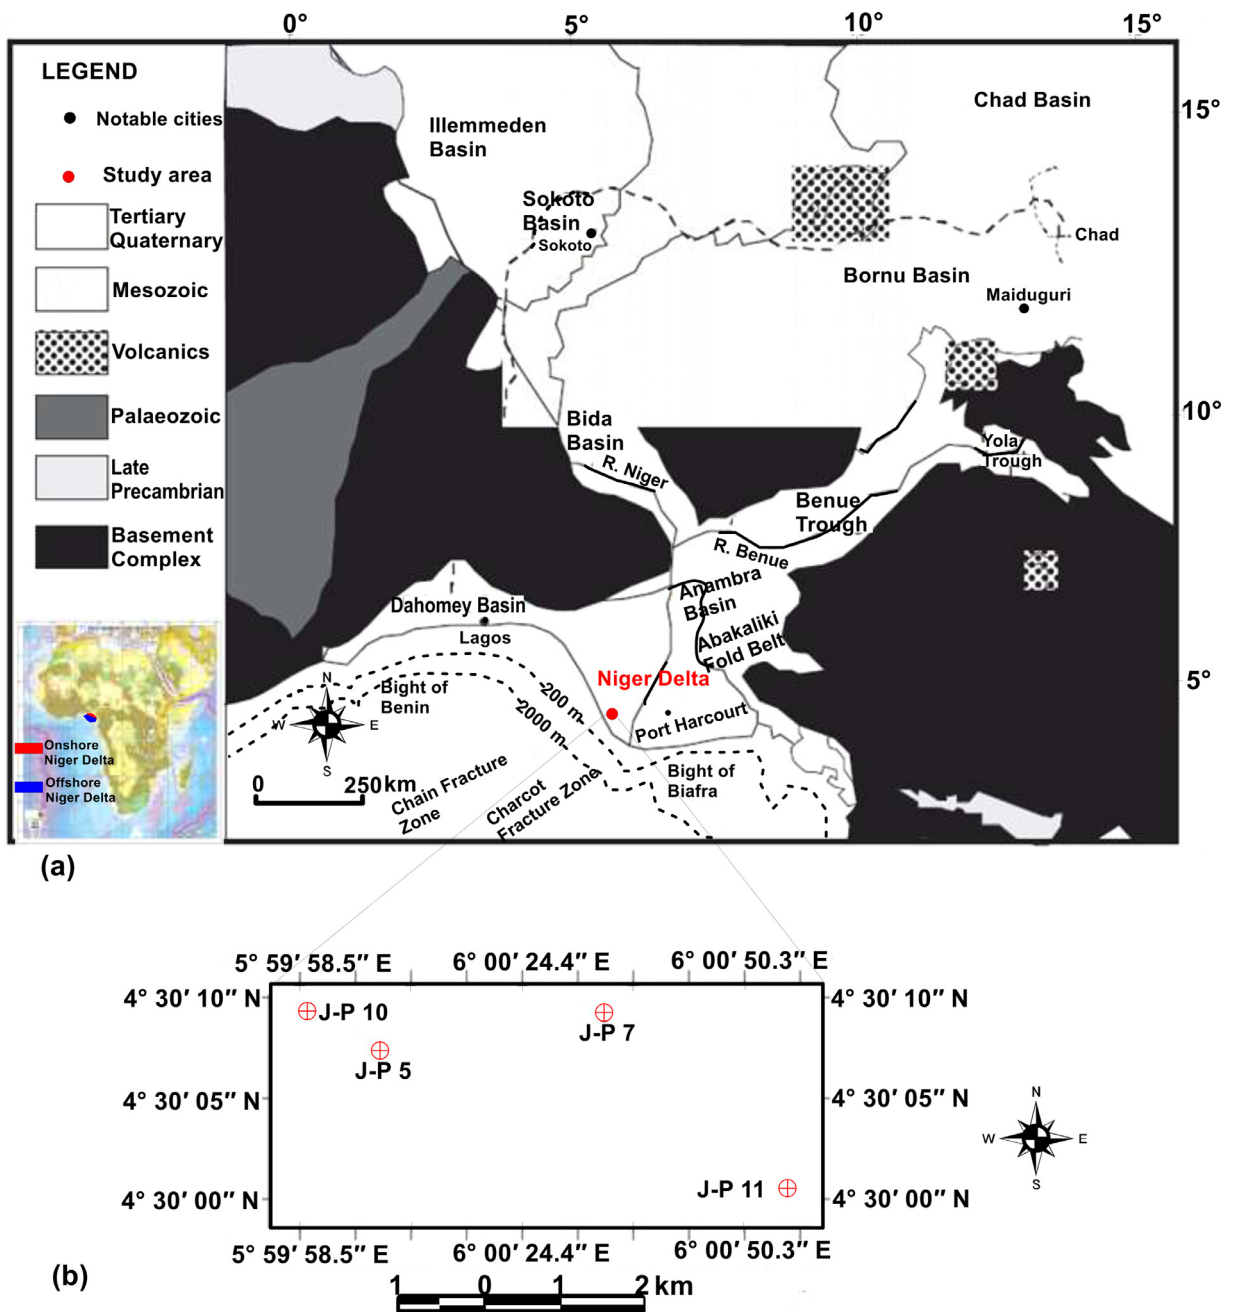 0°
5°
10°
15°
LEGEND
Notable cities
Study area
Tertiary
Quaternary
Mesozoic
Volcanics
Palaeozoic
Late
Precambrian
Basement
Complex
Onshore
Niger Delta
Offshore
Niger Delta
Illemmeden
Basin
Chad Basin
15°
Sokoto
Basin
Sokoto
Chad
Bornu Basin
Maiduguri
10°
Bida
Basin
R. Niger
Yola
Trough
Benue
Trough
R. Benue
Anambra
Basin
Abakaliki
Fold Belt
Dahomey Basin
Lagos
5°
Niger Delta
Port Harcourt
Bight of
Benin
200 m
2000 m
N
W
E
S
0
250 km
Chain Fracture
Zone
Charcot
Fracture Zone
Bight of
Biafra
(a)
5° 59′ 58.5″ E
6° 00′ 24.4″ E
6° 00′ 50.3″ E
4° 30′ 10″ N
4° 30′ 10″ N
J-P 10
J-P 7
J-P 5
4° 30′ 05″ N
4° 30′ 05″ N
N
W
E
S
J-P 11
4° 30′ 00″ N
4° 30′ 00″ N
5° 59′ 58.5″ E
6° 00′ 24.4″ E
6° 00′ 50.3″ E
(b)
1
0
1
2 km